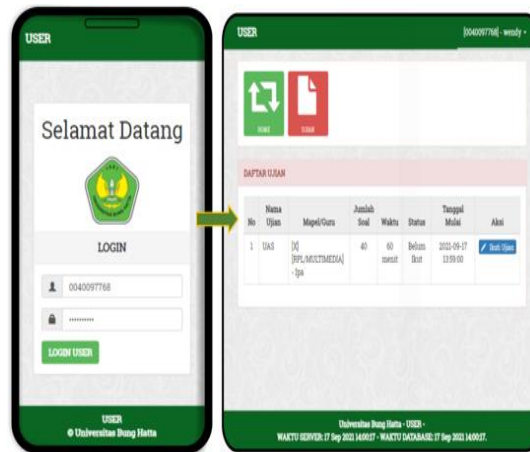 USER
Selamat Datang
LOGIN
0040097768
LOGIN USER
USER
© Universitas Bung Hatta
USER
[0040097768] - wendy
HOME
UJIAN
DAFTAR UJIAN
No Nama Ujian Mapel/Guru Jumlah Soal Waktu Status Tanggal Mulai Aksi
1 UAS [X] [RPL/MULTIMEDIA] - Ipa 40 60 menit Belum Ikut 2021-09-17 13:59:00 Ikuti Ujian
Universitas Bung Hatta - USER -
WAKTU SERVER: 17 Sep 2021 14:00:17 - WAKTU DATABASE: 17 Sep 2021 14:00:17.